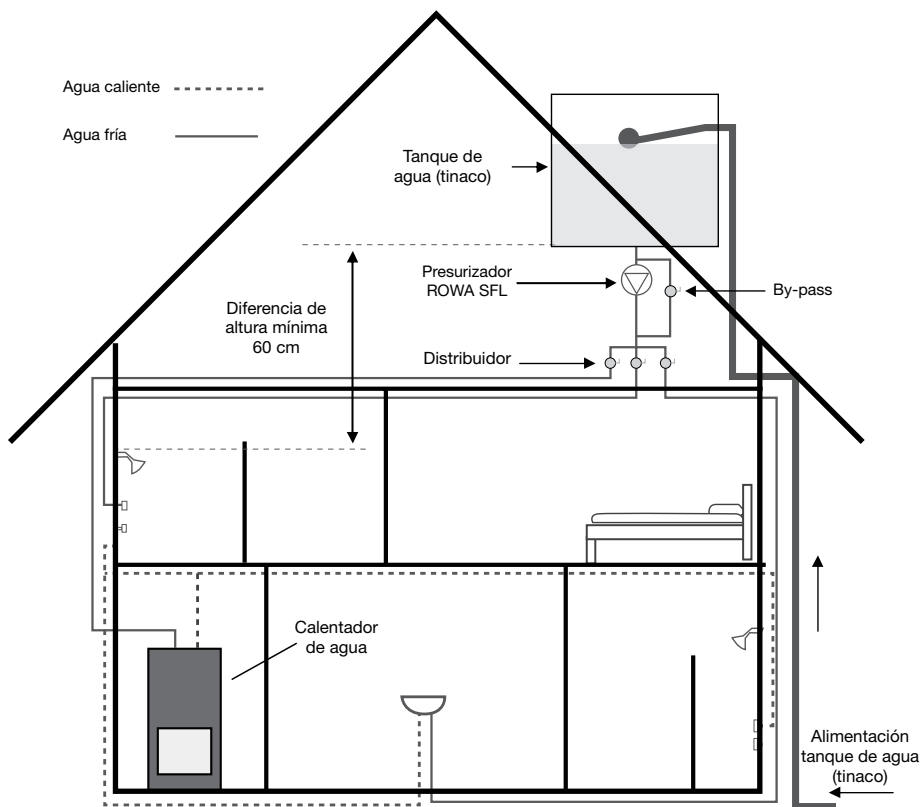 Agua caliente
Agua fría
Tanque de
agua (tinaco)
Presurizador
ROWA SFL
By-pass
Diferencia de
altura mínima
60 cm
Distribuidor
Calentador
de agua
Alimentación
tanque de agua
(tinaco)